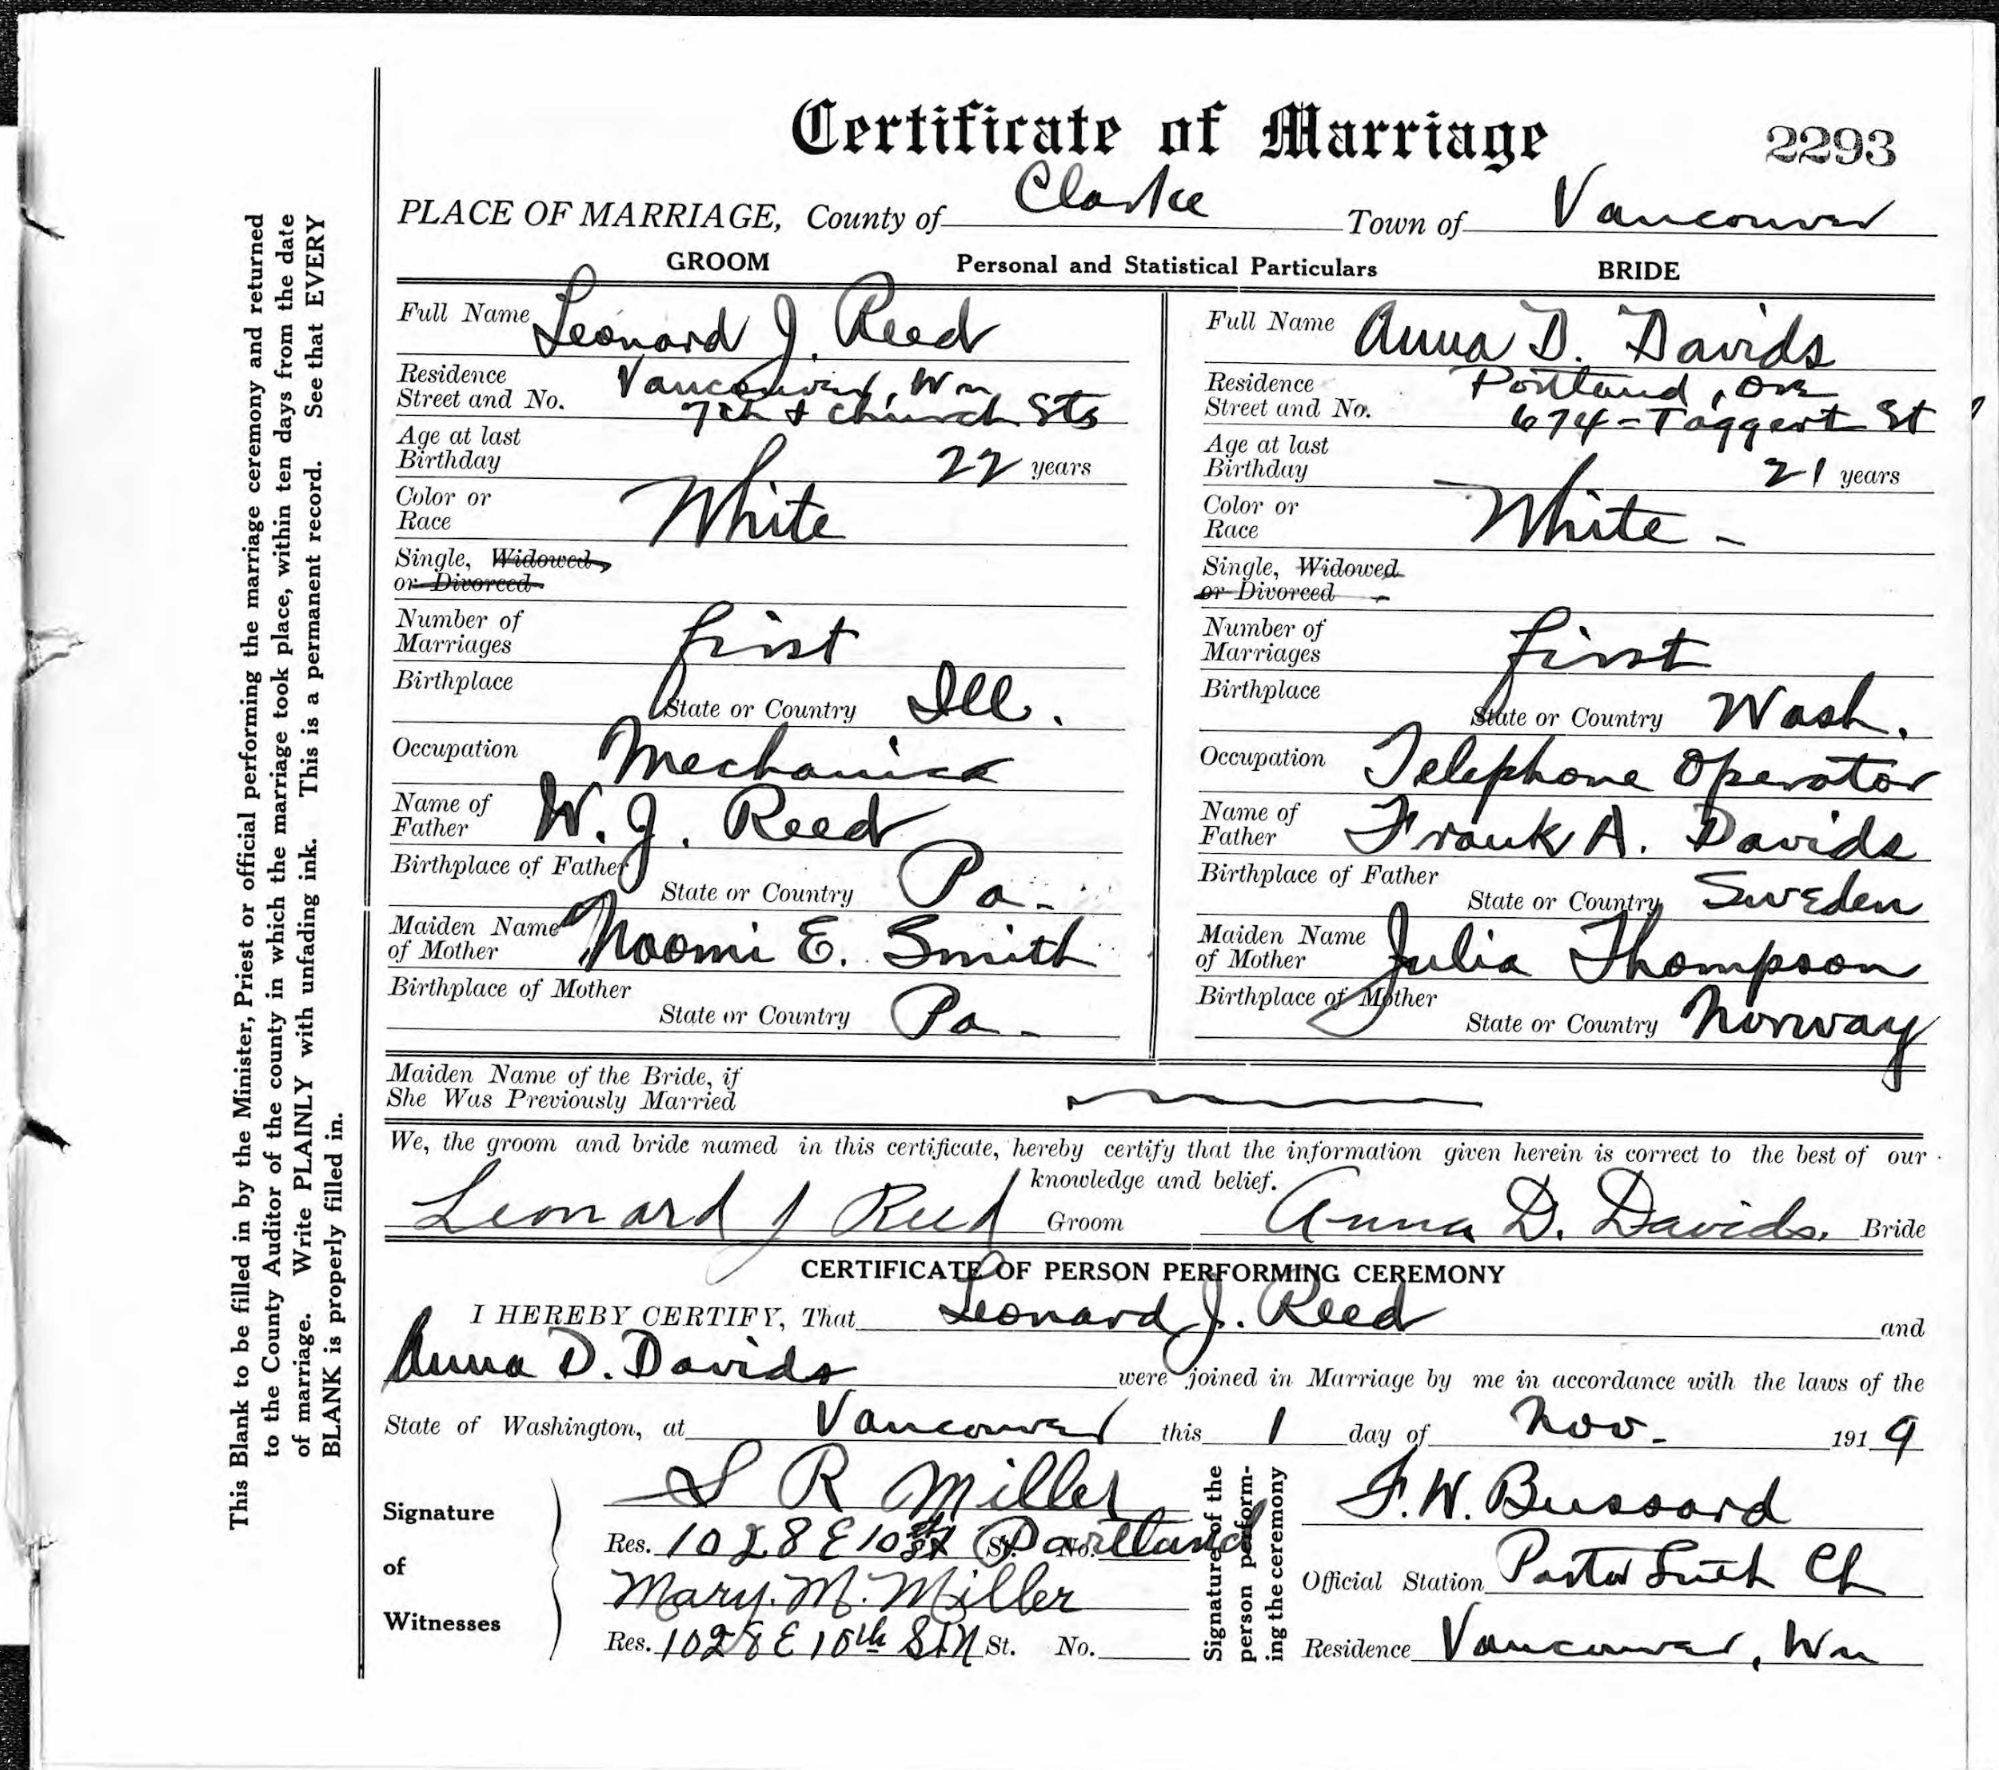 Certificate of Marriage 2293
PLACE OF MARRIAGE, County of Clarke Town of Vancouver
GROOM Personal and Statistical Particulars BRIDE
Full Name Leonard J. Reed
Residence Vancouver, Wn
Street and No. 7th & Church Sts
Age at last
Birthday 22 years
Color or
Race White
Single, Widowed,
or Divorced
Number of
Marriages first
Birthplace
State or Country Ill.
Occupation Mechanic
Name of
Father W. J. Reed
Birthplace of Father
State or Country Pa.
Maiden Name
of Mother Naomi E. Smith
Birthplace of Mother
State or Country Pa.
Full Name Anna D. Davids
Residence Portland, Ore
Street and No. 674 - Taggert St
Age at last
Birthday 21 years
Color or
Race White -
Single, Widowed
or Divorced
Number of
Marriages first
Birthplace
State or Country Wash.
Occupation Telephone Operator
Name of
Father Frank A. Davids
Birthplace of Father
State or Country Sweden
Maiden Name
of Mother Julia Thompson
Birthplace of Mother
State or Country Norway
Maiden Name of the Bride, if
She Was Previously Married
We, the groom and bride named in this certificate, hereby certify that the information given herein is correct to the best of our
knowledge and belief.
Leonard J Reed Groom Anna D. Davids. Bride
CERTIFICATE OF PERSON PERFORMING CEREMONY
I HEREBY CERTIFY, That Leonard J. Reed and
Anna D. Davids were joined in Marriage by me in accordance with the laws of the
State of Washington, at Vancouver this 1 day of Nov. 1919
Signature
of
Witnesses
S R Miller
Res. 1028 E 10th St. No. Portland
Mary. M. Miller
Res. 1028 E 10th St N St. No.
Signature of the
person perform-
ing the ceremony
F. W. Bussard
Official Station Pastor Luth Ch
Residence Vancouver, Wn
This Blank to be filled in by the Minister, Priest or official performing the marriage ceremony and returned
to the County Auditor of the county in which the marriage took place, within ten days from the date
of marriage. Write PLAINLY with unfading ink. This is a permanent record. See that EVERY
BLANK is properly filled in.